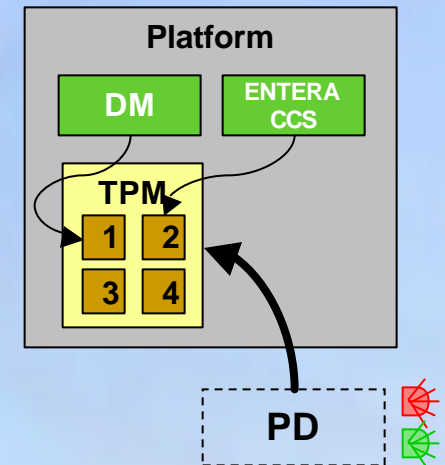 Platform
DM
ENTERA
CCS
TPM
1 2
3 4
PD